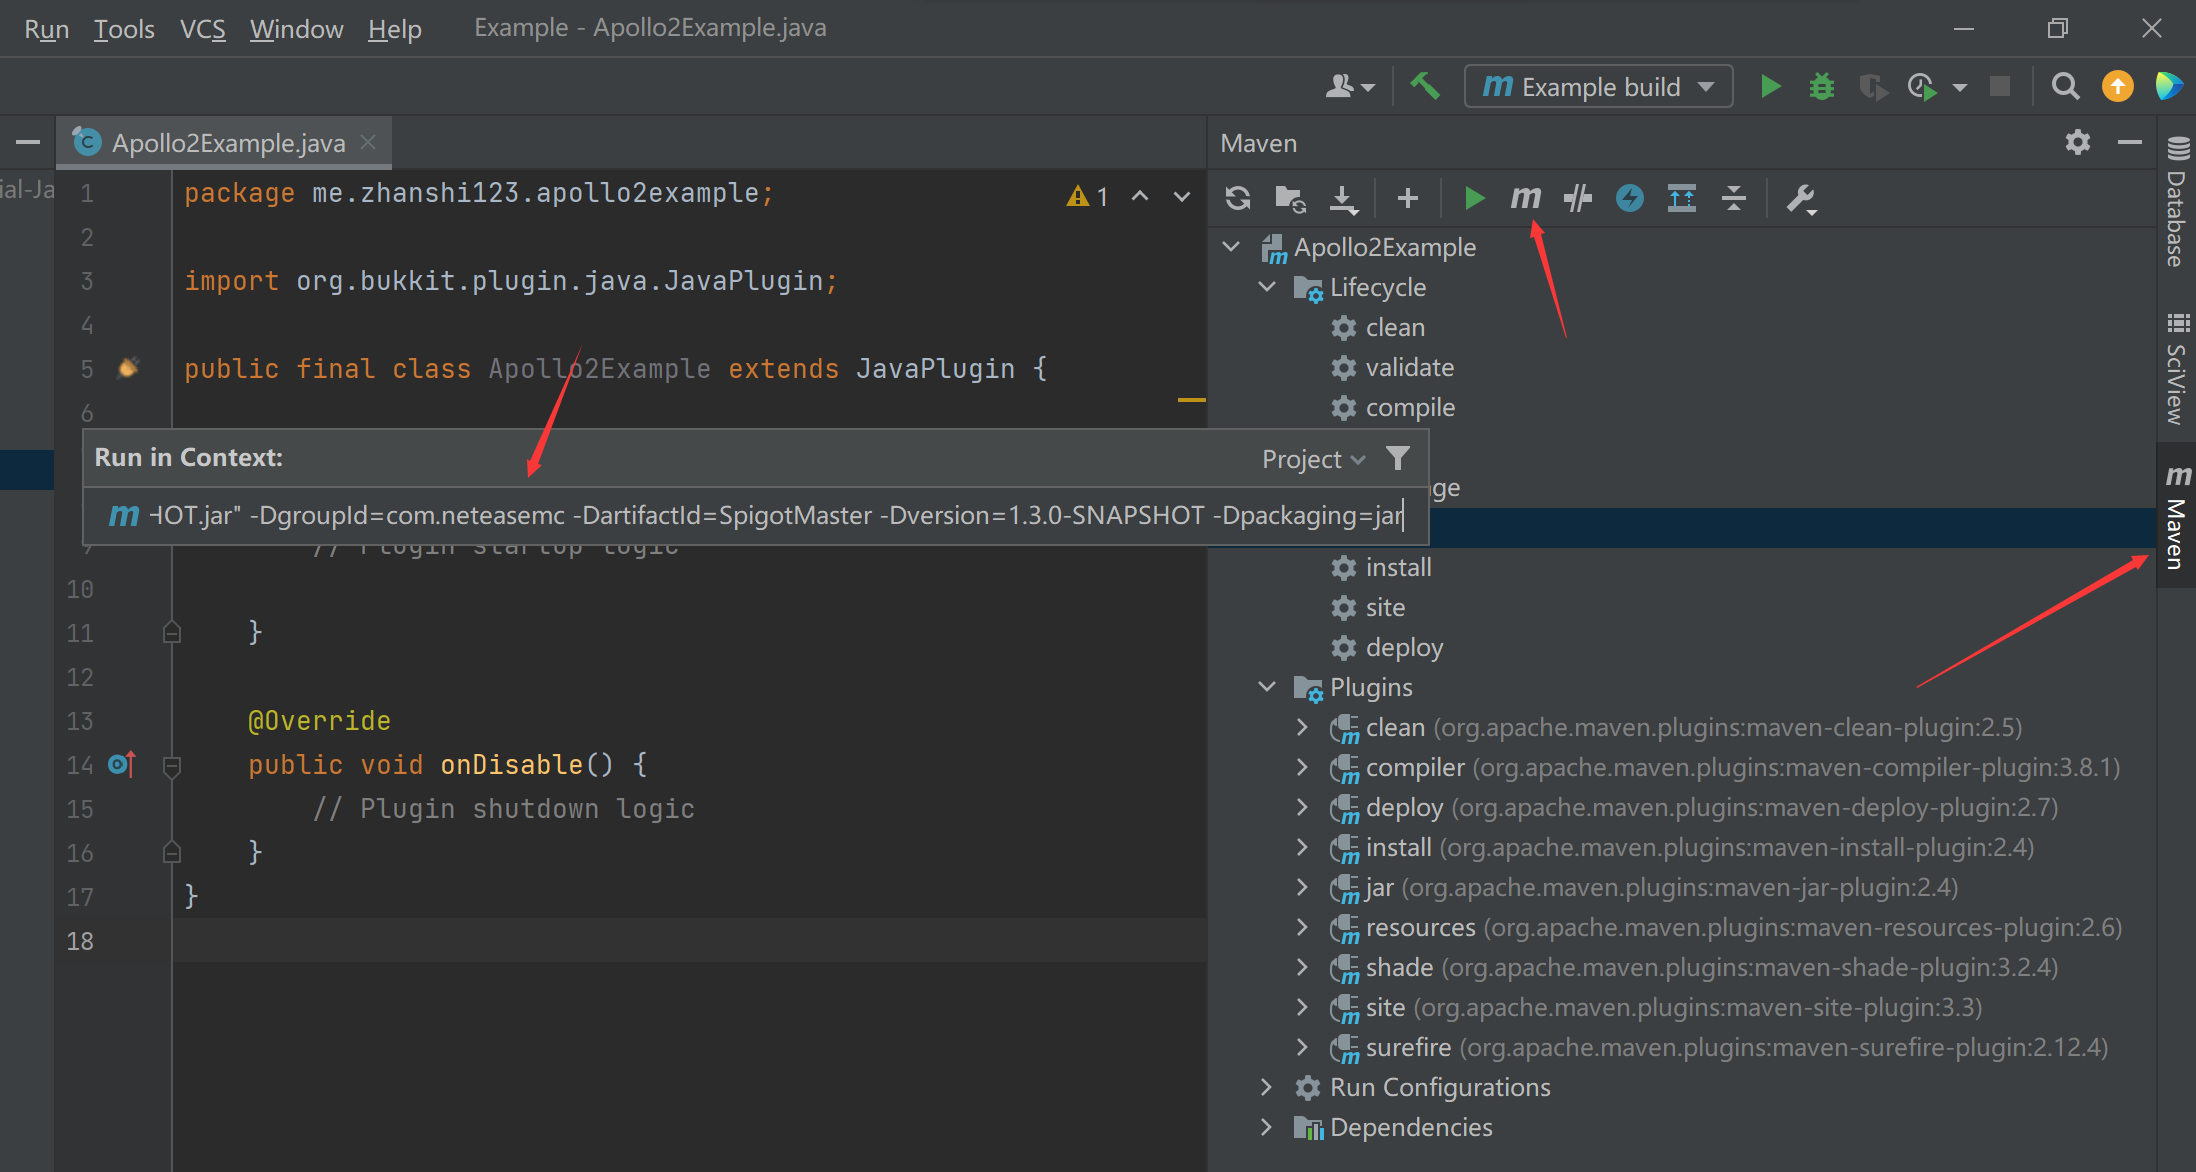 Run Tools VCS Window Help Example - Apollo2Example.java
Example build
Apollo2Example.java
Maven
ial-Ja
1 package me.zhanshi123.apollo2example;
1
2
3 import org.bukkit.plugin.java.JavaPlugin;
4
5 public final class Apollo2Example extends JavaPlugin {
6
Run in Context:
Project
HOT.jar" -DgroupId=com.neteasemc -DartifactId=SpigotMaster -Dversion=1.3.0-SNAPSHOT -Dpackaging=jar
9 // Plugin startup logic
10
11 }
12
13 @Override
14 public void onDisable() {
15 // Plugin shutdown logic
16 }
17 }
18
Apollo2Example
Lifecycle
clean
validate
compile
ge
install
site
deploy
Plugins
clean (org.apache.maven.plugins:maven-clean-plugin:2.5)
compiler (org.apache.maven.plugins:maven-compiler-plugin:3.8.1)
deploy (org.apache.maven.plugins:maven-deploy-plugin:2.7)
install (org.apache.maven.plugins:maven-install-plugin:2.4)
jar (org.apache.maven.plugins:maven-jar-plugin:2.4)
resources (org.apache.maven.plugins:maven-resources-plugin:2.6)
shade (org.apache.maven.plugins:maven-shade-plugin:3.2.4)
site (org.apache.maven.plugins:maven-site-plugin:3.3)
surefire (org.apache.maven.plugins:maven-surefire-plugin:2.12.4)
Run Configurations
Dependencies
Database
SciView
Maven